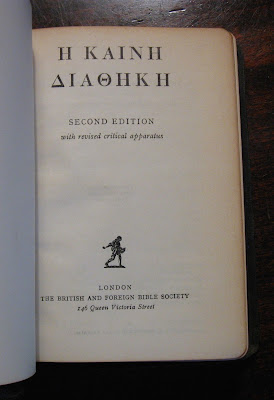 Η ΚΑΙΝΗ
ΔΙΑΘΗΚΗ
SECOND EDITION
with revised critical apparatus
LONDON
THE BRITISH AND FOREIGN BIBLE SOCIETY
146 Queen Victoria Street